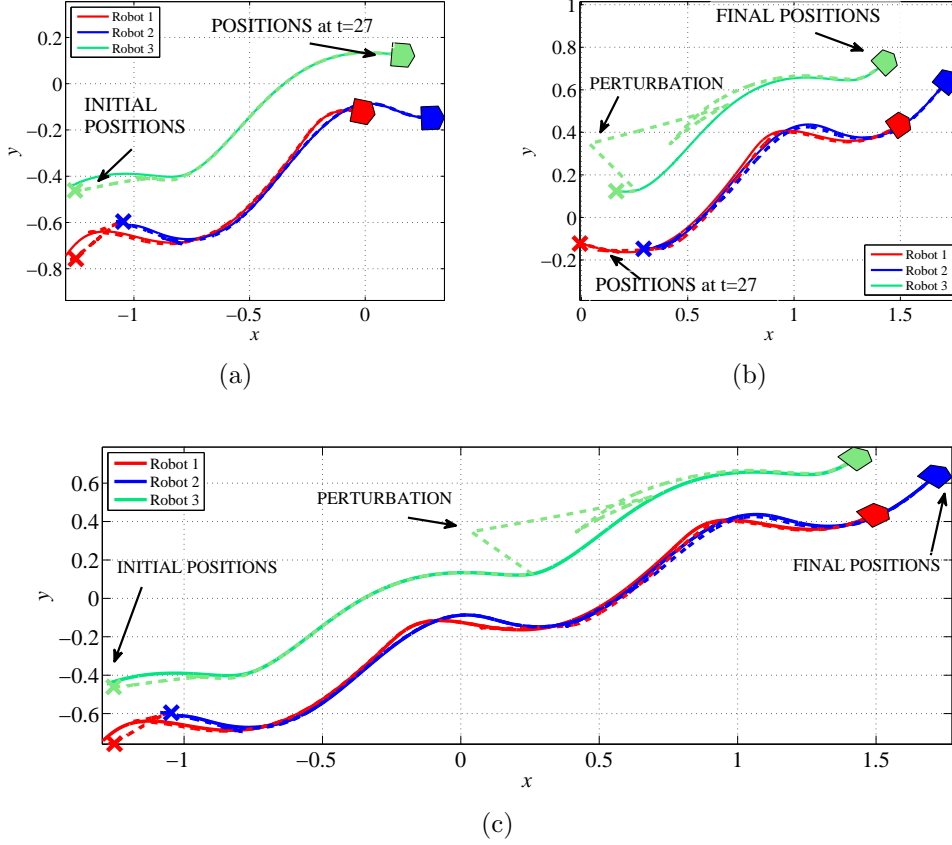 Robot 1
Robot 2
Robot 3
POSITIONS at t=27
INITIAL
POSITIONS
0.2
0
−0.2
−0.4
−0.6
−0.8
y
−1
−0.5
0
x
(a)
FINAL POSITIONS
PERTURBATION
POSITIONS at t=27
Robot 1
Robot 2
Robot 3
1
0.8
0.6
0.4
0.2
0
−0.2
y
0
0.5
1
1.5
x
(b)
Robot 1
Robot 2
Robot 3
PERTURBATION
INITIAL POSITIONS
FINAL POSITIONS
0.6
0.4
0.2
0
−0.2
−0.4
−0.6
y
−1
−0.5
0
0.5
1
1.5
x
(c)